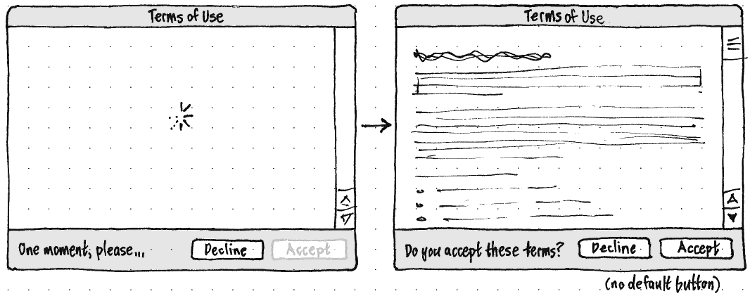 Terms of Use
One moment, please...
Decline
Accept
Terms of Use
Do you accept these terms?
Decline
Accept
(no default button)